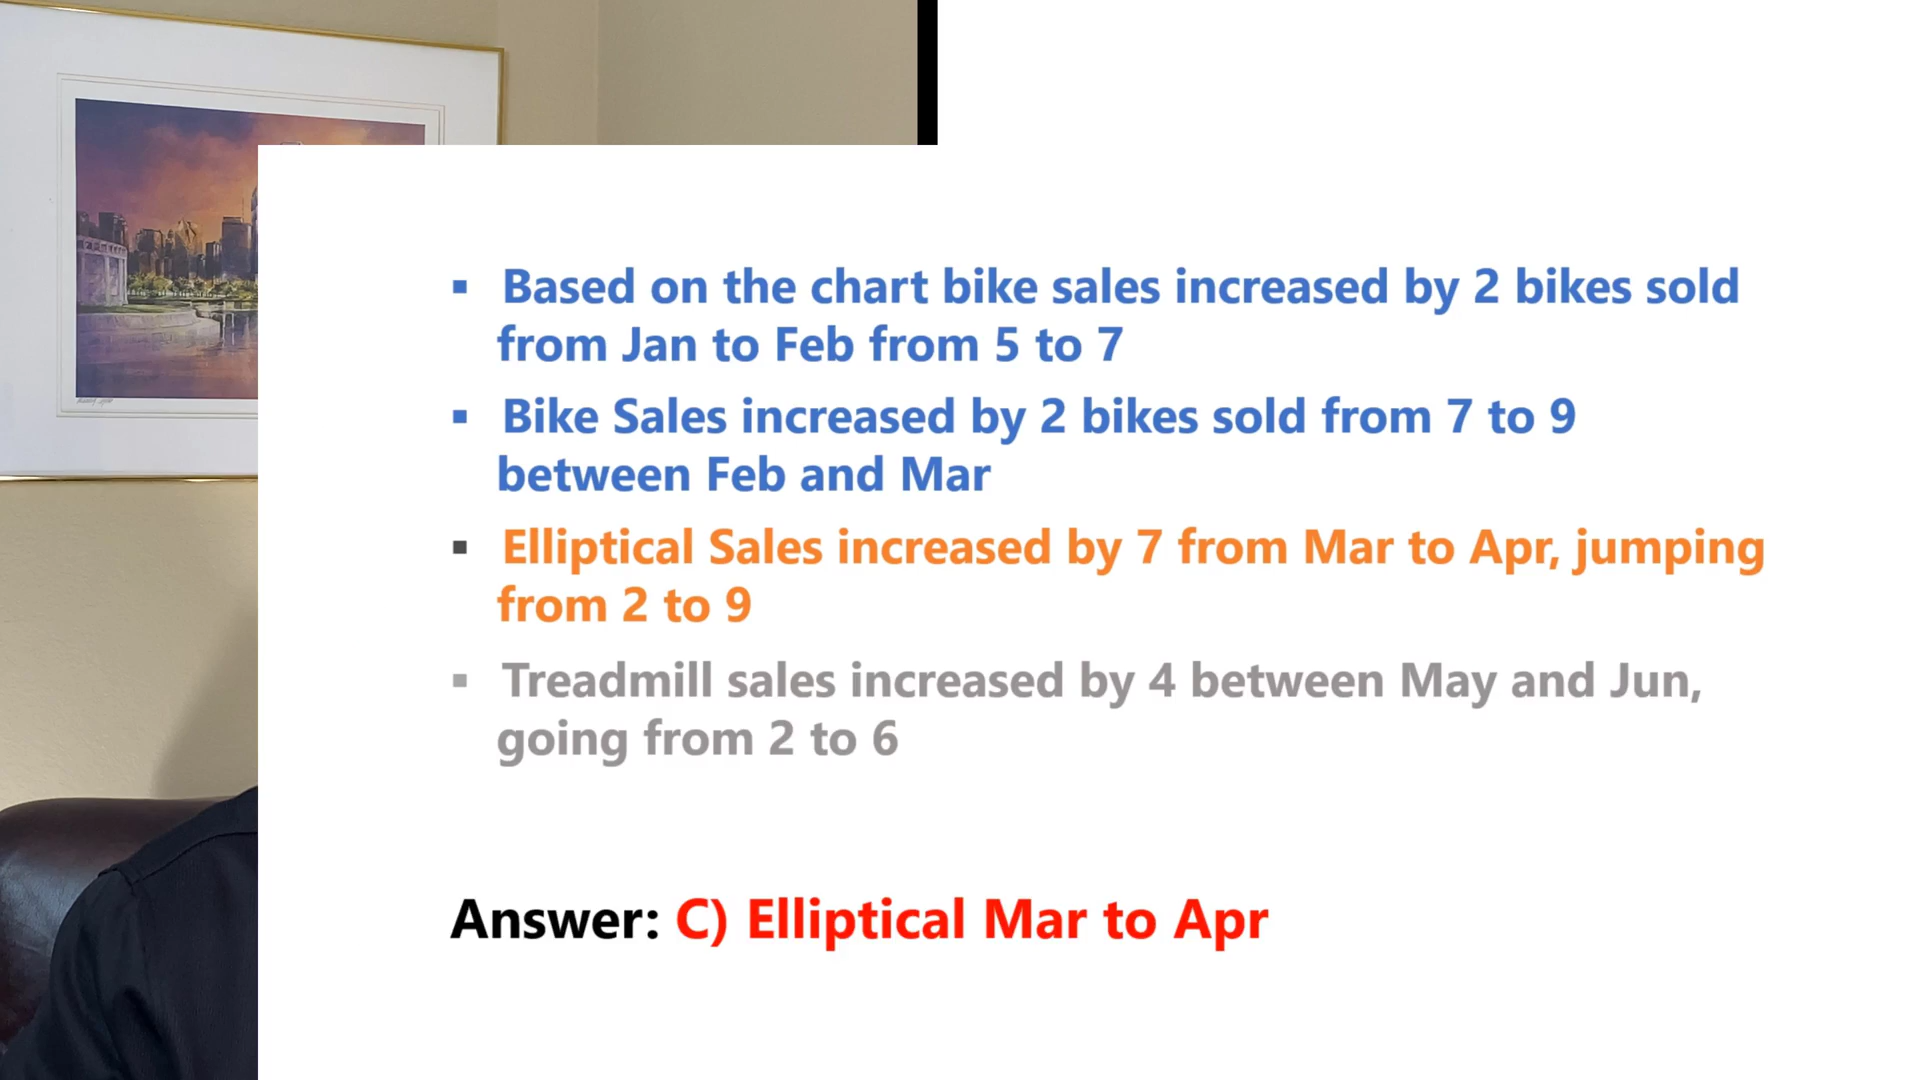 ▪ Based on the chart bike sales increased by 2 bikes sold
from Jan to Feb from 5 to 7
▪ Bike Sales increased by 2 bikes sold from 7 to 9
between Feb and Mar
▪ Elliptical Sales increased by 7 from Mar to Apr, jumping
from 2 to 9
▪ Treadmill sales increased by 4 between May and Jun,
going from 2 to 6
Answer: C) Elliptical Mar to Apr